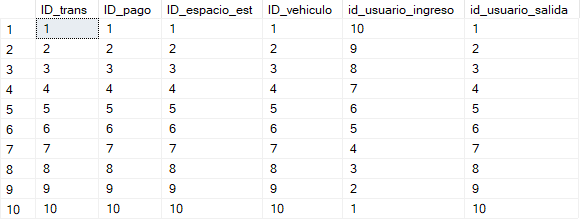 ID_trans ID_pago ID_espacio_est ID_vehiculo id_usuario_ingreso id_usuario_salida
1 1 1 1 1 10 1
2 2 2 2 2 9 2
3 3 3 3 3 8 3
4 4 4 4 4 7 4
5 5 5 5 5 6 5
6 6 6 6 6 5 6
7 7 7 7 7 4 7
8 8 8 8 8 3 8
9 9 9 9 9 2 9
10 10 10 10 10 1 10